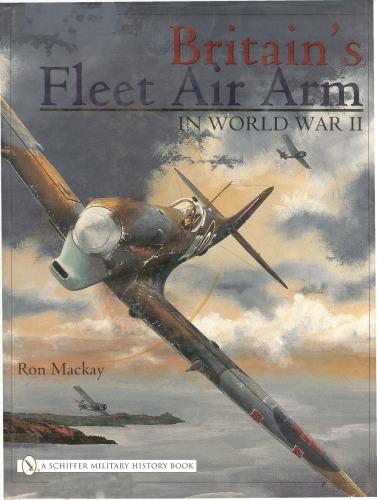 Britain's
Fleet Air Arm
IN WORLD WAR II
Ron Mackay
A SCHIFFER MILITARY HISTORY BOOK